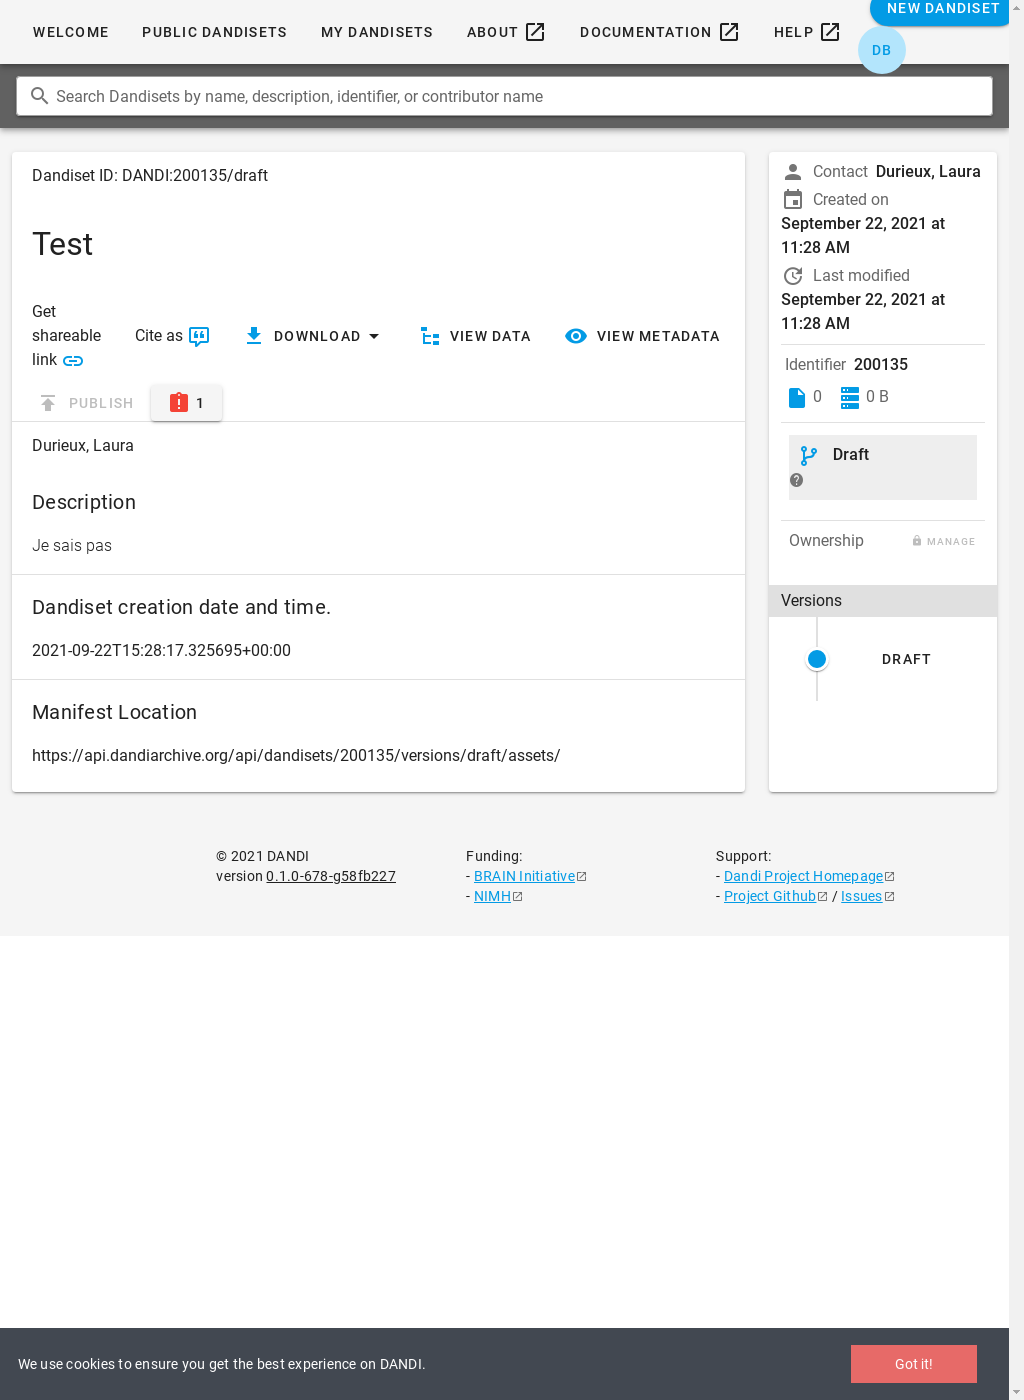 WELCOME PUBLIC DANDISETS MY DANDISETS ABOUT DOCUMENTATION HELP NEW DANDISET
DB
Search Dandisets by name, description, identifier, or contributor name
Dandiset ID: DANDI:200135/draft
Test
Get
shareable
link
Cite as DOWNLOAD VIEW DATA VIEW METADATA
PUBLISH 1
Durieux, Laura
Description
Je sais pas
Dandiset creation date and time.
2021-09-22T15:28:17.325695+00:00
Manifest Location
https://api.dandiarchive.org/api/dandisets/200135/versions/draft/assets/
Contact Durieux, Laura
Created on
September 22, 2021 at
11:28 AM
Last modified
September 22, 2021 at
11:28 AM
Identifier 200135
0 0 B
Draft
Ownership MANAGE
Versions
DRAFT
© 2021 DANDI
version 0.1.0-678-g58fb227
Funding:
- BRAIN Initiative
- NIMH
Support:
- Dandi Project Homepage
- Project Github / Issues
We use cookies to ensure you get the best experience on DANDI.
Got it!